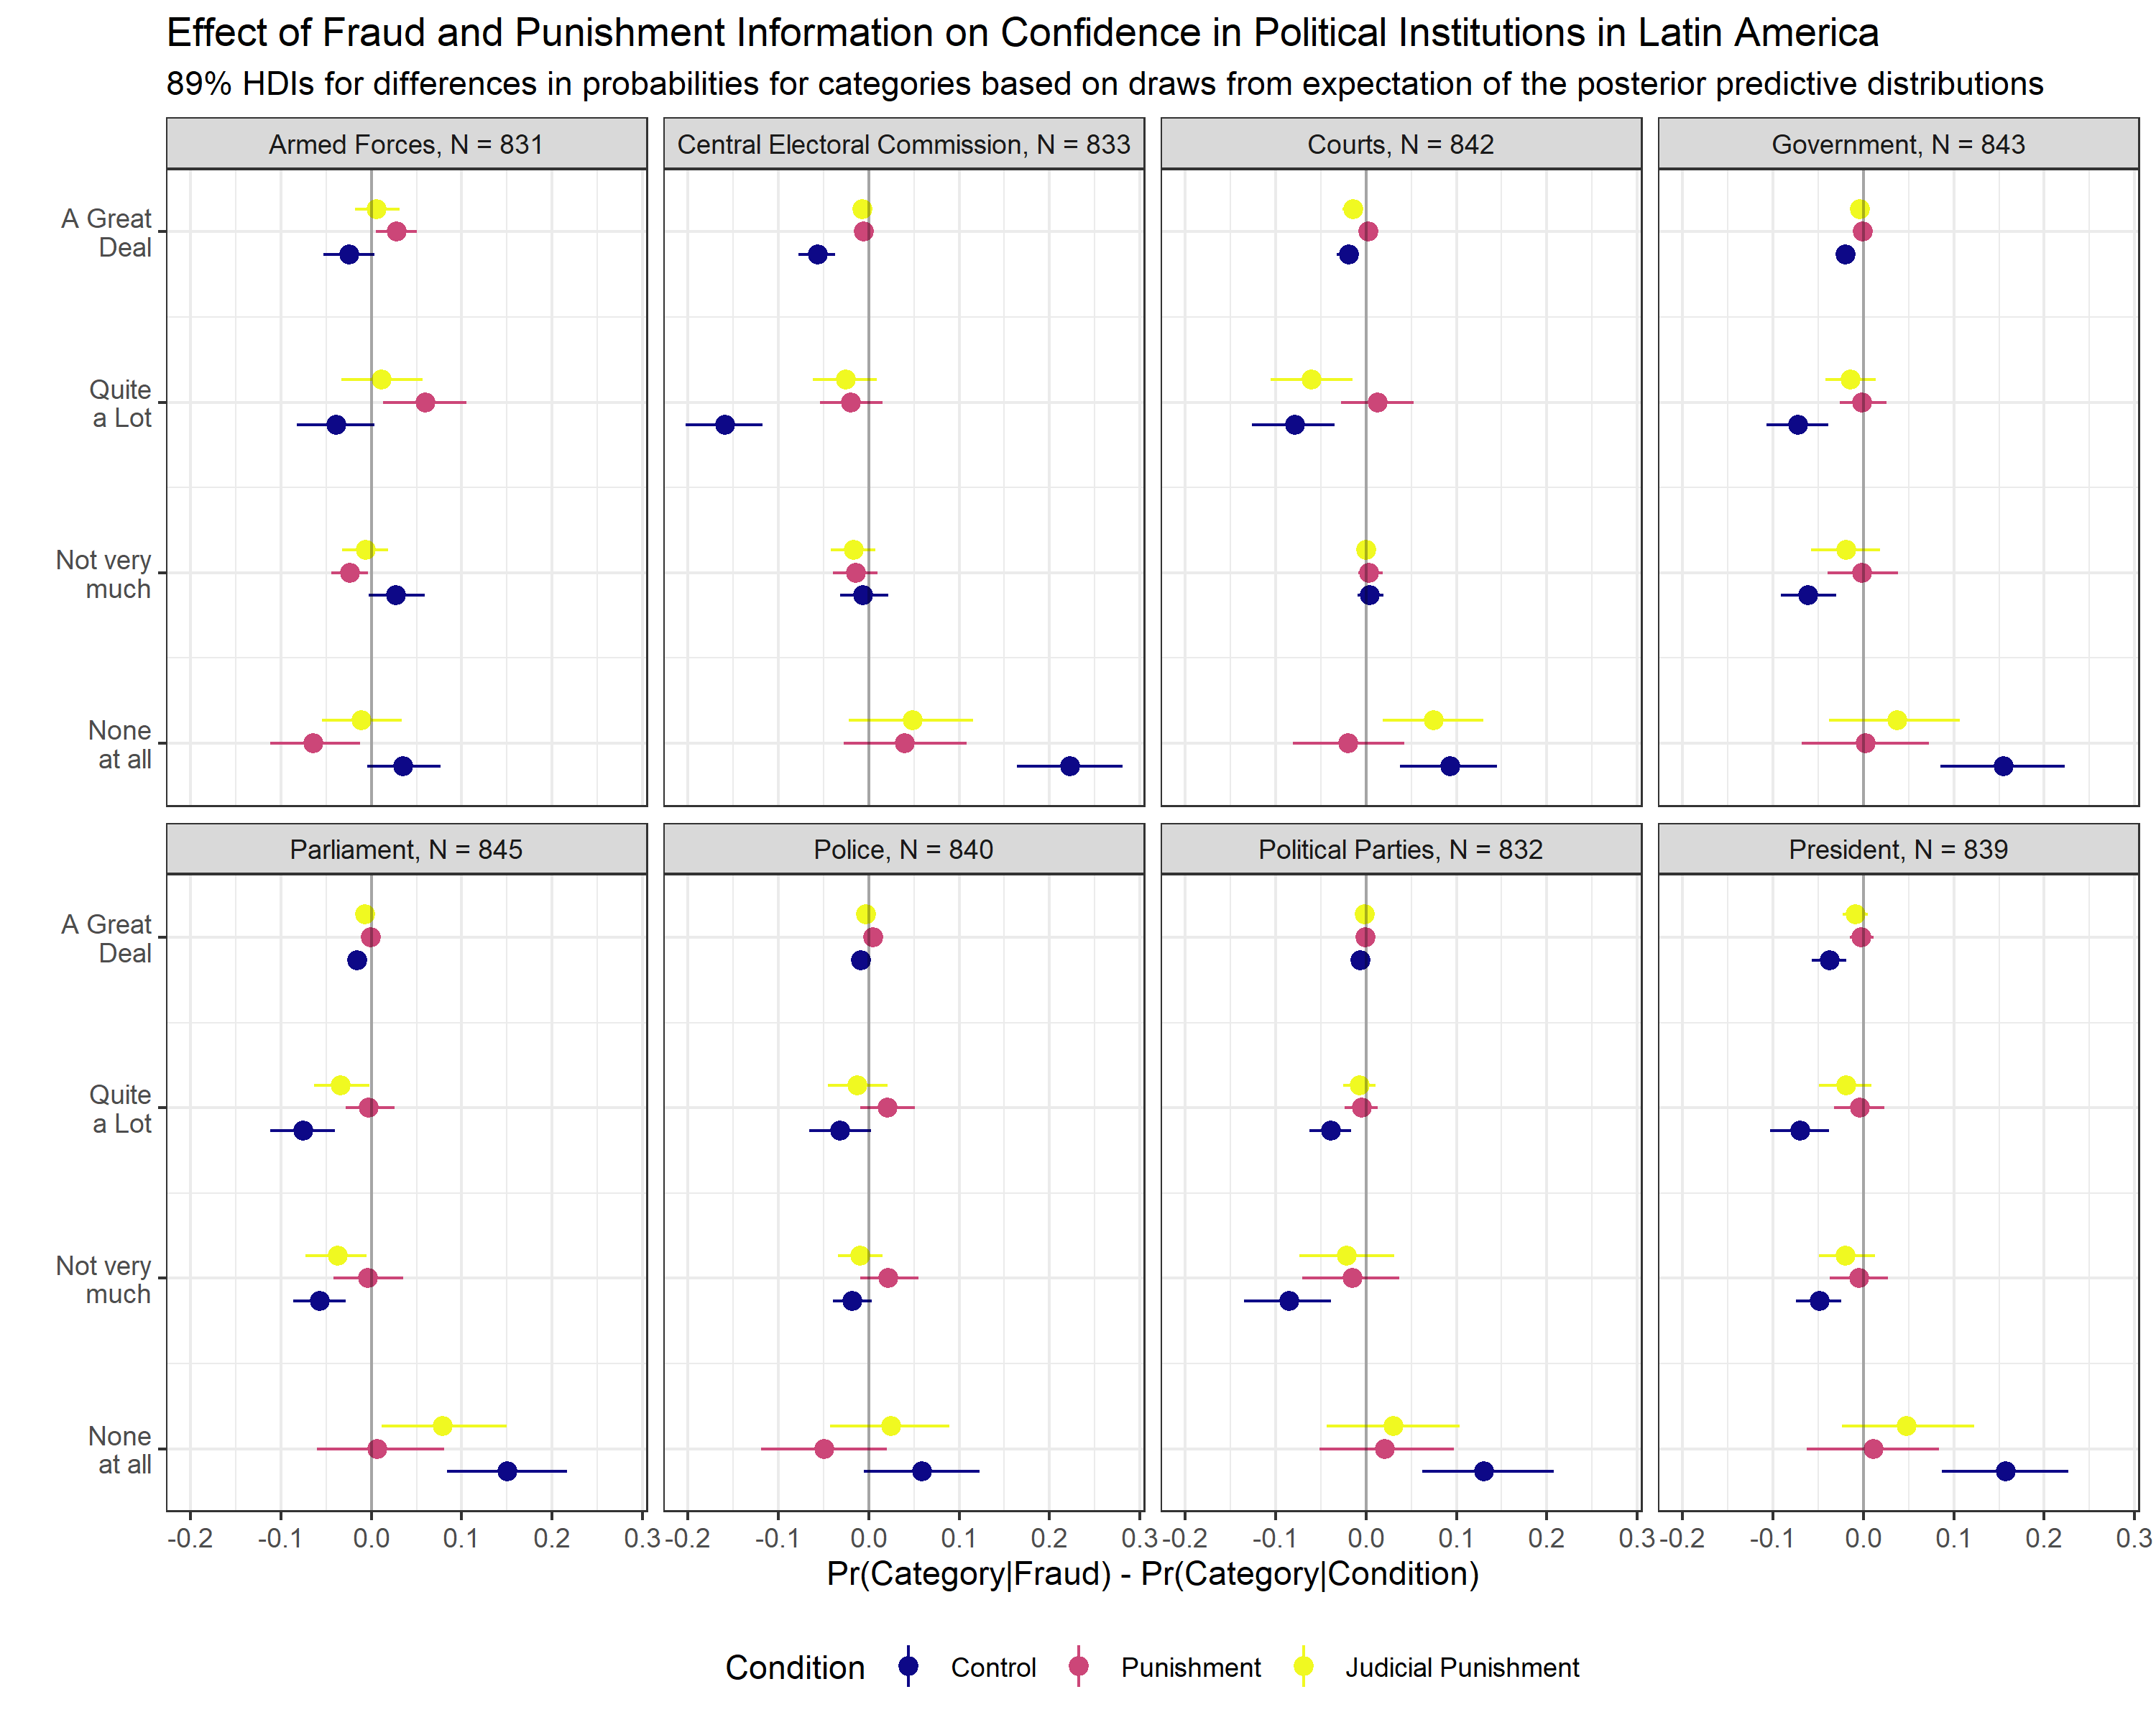 Effect of Fraud and Punishment Information on Confidence in Political Institutions in Latin America
89% HDIs for differences in probabilities for categories based on draws from expectation of the posterior predictive distributions
Armed Forces, N = 831
Central Electoral Commission, N = 833
Courts, N = 842
Government, N = 843
A Great
Deal
Quite
a Lot
Not very
much
None
at all
Parliament, N = 845
Police, N = 840
Political Parties, N = 832
President, N = 839
A Great
Deal
Quite
a Lot
Not very
much
None
at all
-0.2 -0.1 0.0 0.1 0.2 0.3
-0.2 -0.1 0.0 0.1 0.2 0.3
-0.2 -0.1 0.0 0.1 0.2 0.3
-0.2 -0.1 0.0 0.1 0.2 0.3
Pr(Category|Fraud) - Pr(Category|Condition)
Condition Control Punishment Judicial Punishment